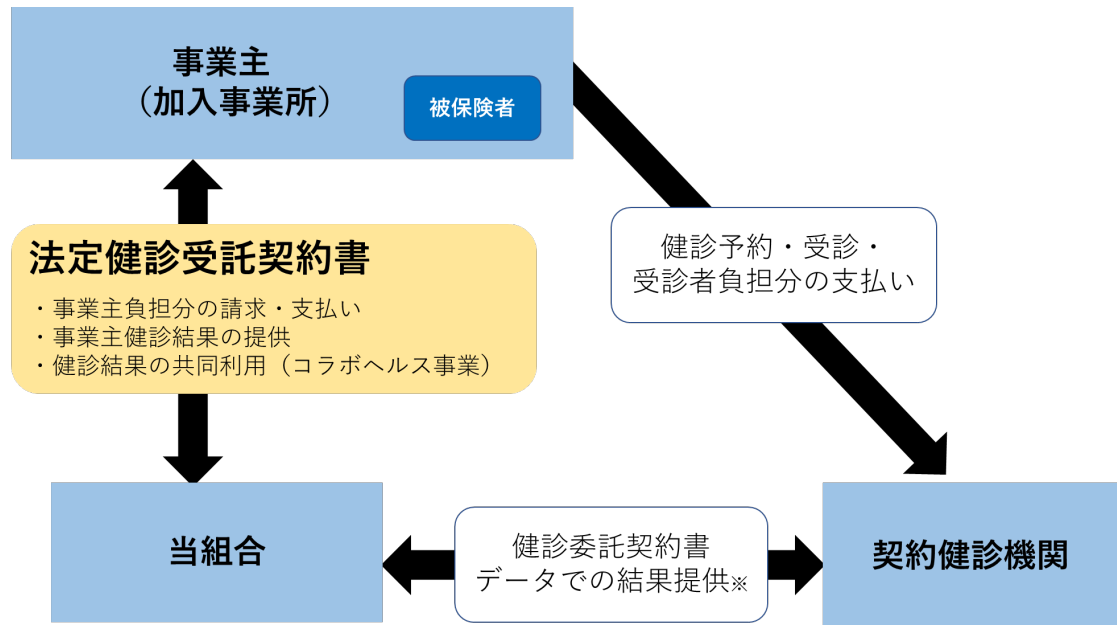 事業主
（加入事業所）
被保険者
法定健診受託契約書
・事業主負担分の請求・支払い
・事業主健診結果の提供
・健診結果の共同利用（コラボヘルス事業）
健診予約・受診・
受診者負担分の支払い
当組合
健診委託契約書
データでの結果提供※
契約健診機関